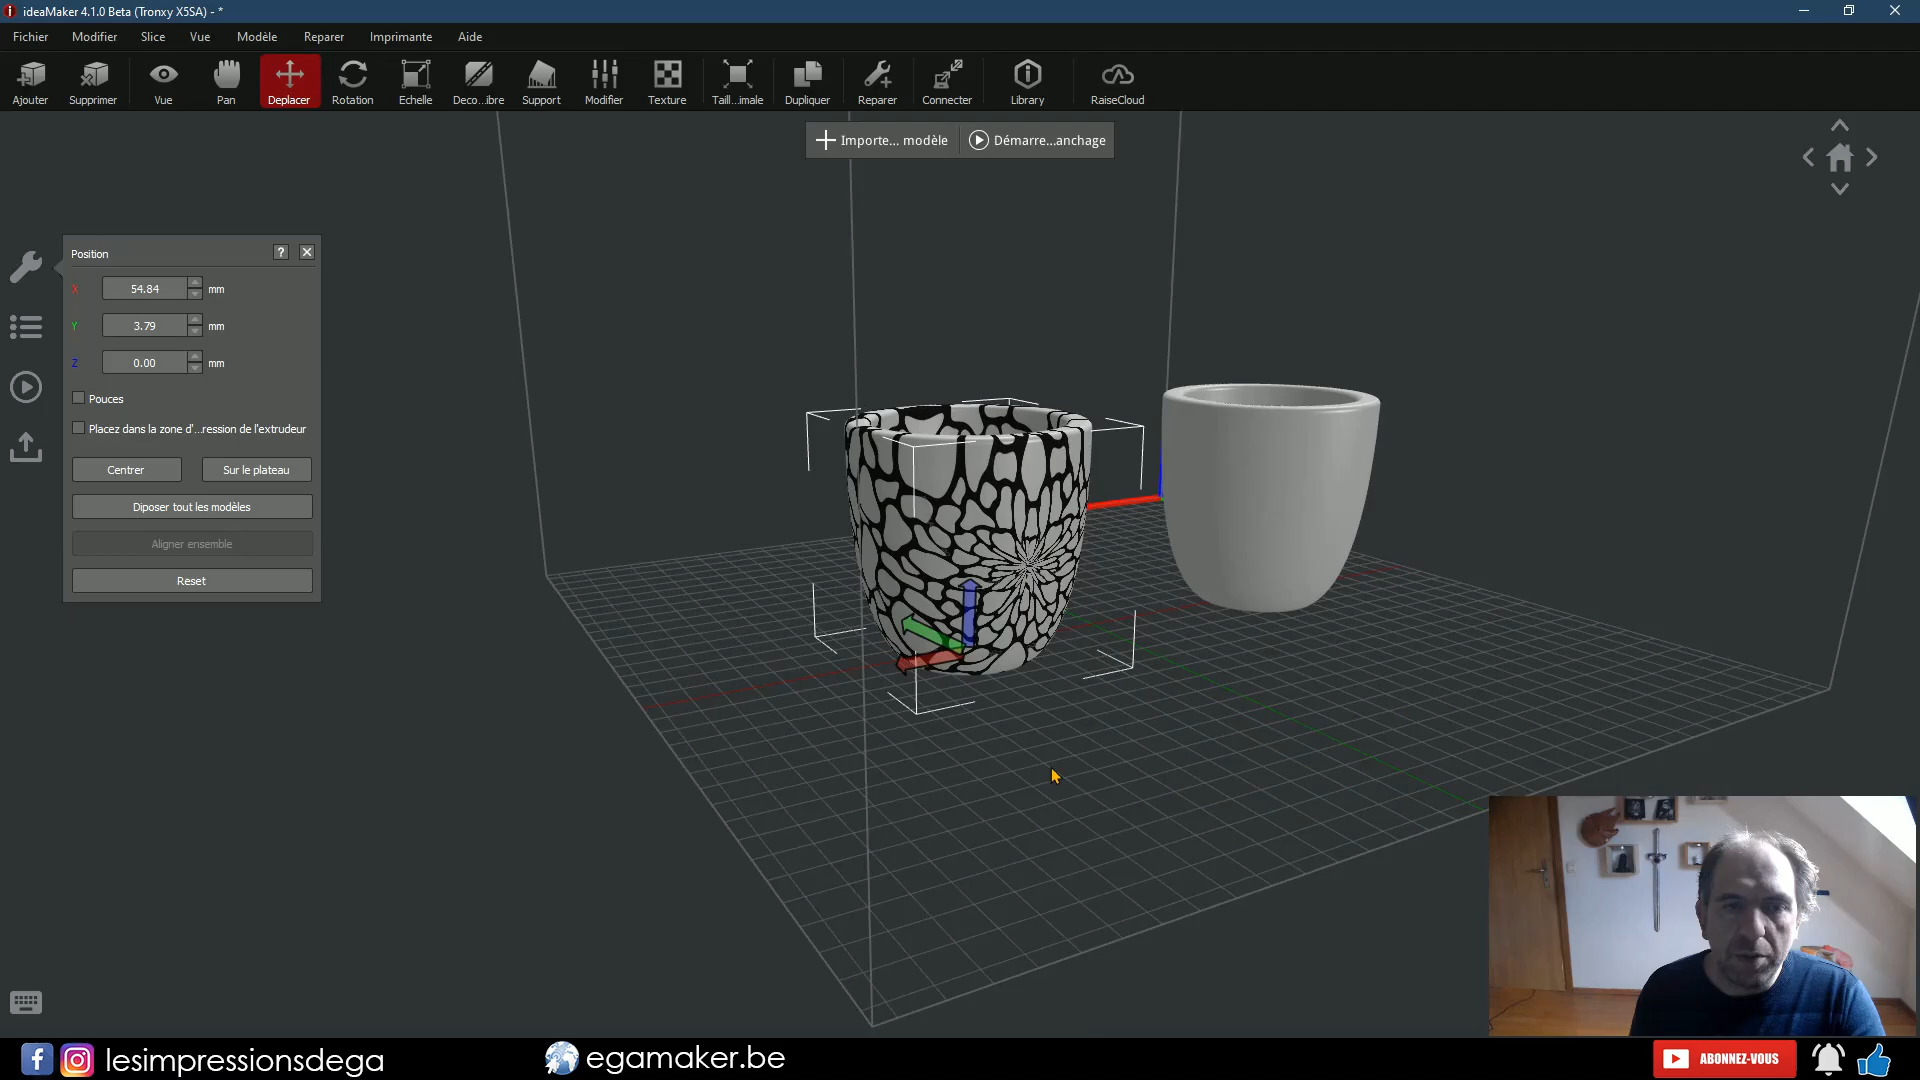 ideaMaker 4.1.0 Beta (Tronxy X5SA) - *
Fichier Modifier Slice Vue Modèle Reparer Imprimante Aide
Ajouter Supprimer Vue Pan Deplacer Rotation Echelle Deco...ibre Support Modifier Texture Taill...imale Dupliquer Reparer Connecter Library RaiseCloud
Importe... modèle Démarre...anchage
Position ?
X 54.84 mm
Y 3.79 mm
Z 0.00 mm
Pouces
Placez dans la zone d'...ression de l'extrudeur
Centrer Sur le plateau
Diposer tout les modèles
Aligner ensemble
Reset
lesimpressionsdega egamaker.be ABONNEZ-VOUS